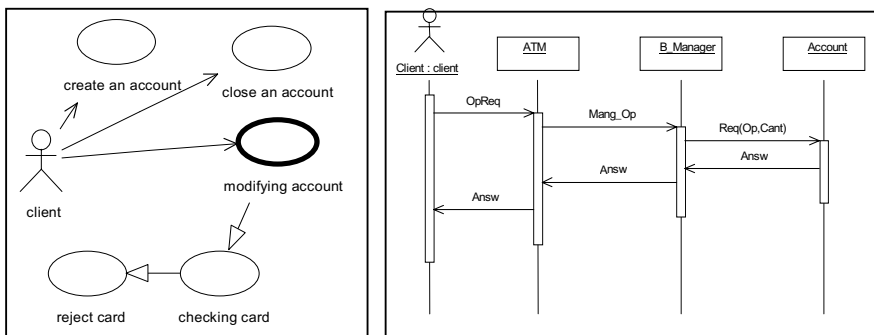 create an account
close an account
modifying account
client
reject card
checking card
Client : client
ATM
B_Manager
Account
OpReq
Mang_Op
Req(Op,Cant)
Answ
Answ
Answ